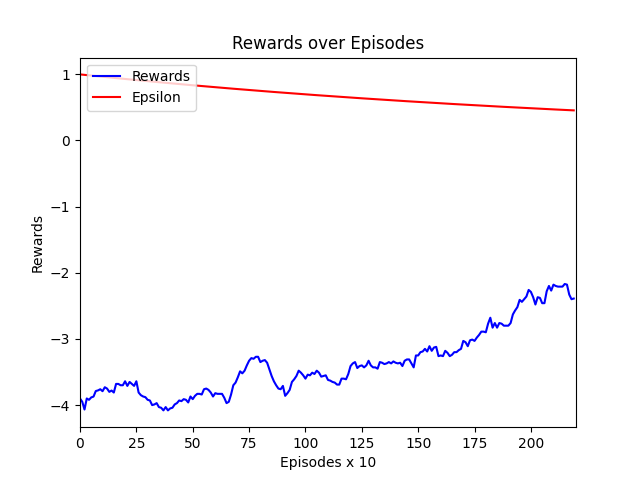 Rewards over Episodes
Rewards
Epsilon
1
0
−1
−2
−3
−4
Rewards
0 25 50 75 100 125 150 175 200
Episodes x 10